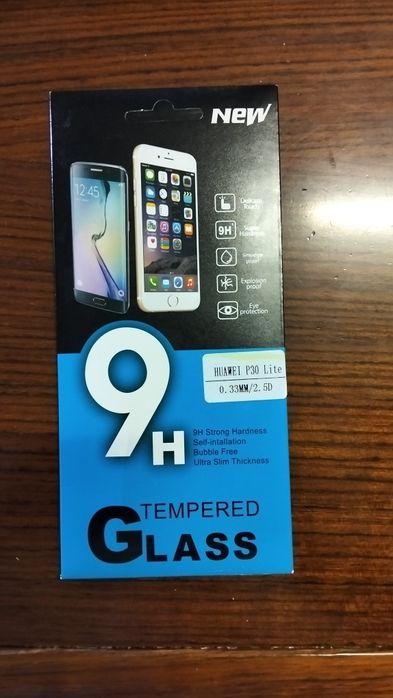 New
Delicate
Touch
9H
Super
Hardness
Smudge
proof
Explosion
proof
Eye
protection
HUAWEI P30 Lite
0.33MM/2.5D
9H
9H Strong Hardness
Self-intallation
Bubble Free
Ultra Slim Thickness
TEMPERED
GLASS